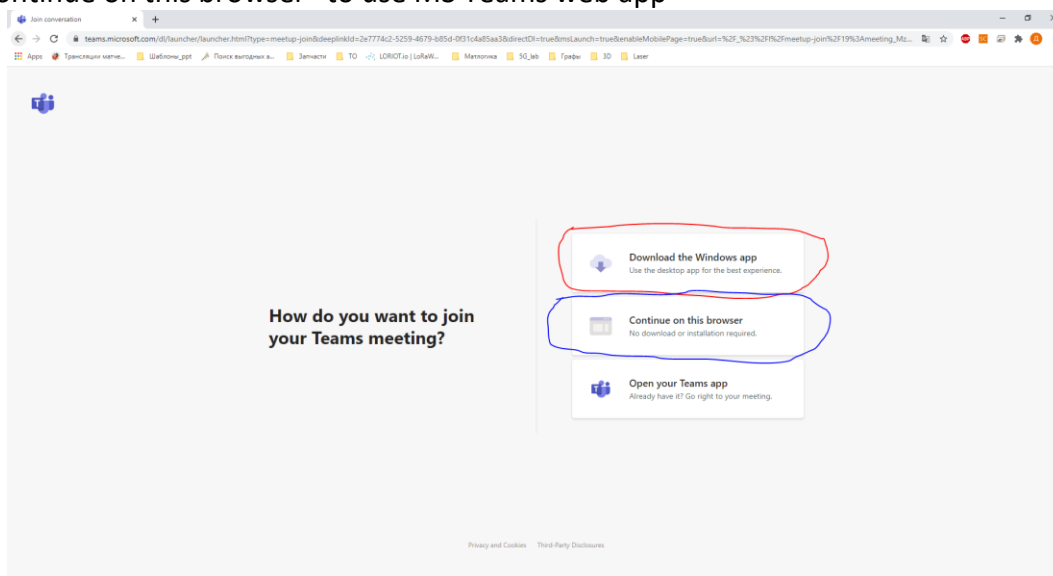 ontinue on this browser" to use MS Teams web app
Join conversation
teams.microsoft.com/dl/launcher/launcher.html?type=meetup-join&deeplinkId=2e7774c2-5259-4679-b85d-0f31c4a85aa3&directDl=true&msLaunch=true&enableMobilePage=true&url=%2F_%23%2Fl%2Fmeetup-join%2F19%3Ameeting_Mz...
Apps Трансляции матче... Шаблоны_ppt Поиск выгодных а... Запчасти ТО LORIOT.io | LoRaW... Матлогика 5G_lab Графы 3D Laser
Download the Windows app
Use the desktop app for the best experience.
How do you want to join
your Teams meeting?
Continue on this browser
No download or installation required.
Open your Teams app
Already have it? Go right to your meeting.
Privacy and Cookies Third-Party Disclosures